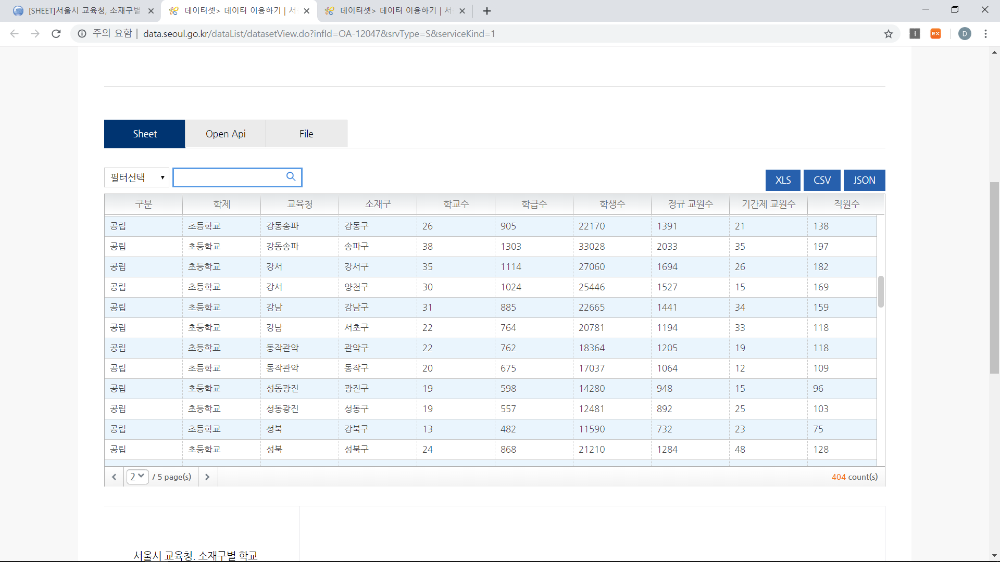 [SHEET]서울시 교육청, 소재구별
데이터셋> 데이터 이용하기 | 서
데이터셋> 데이터 이용하기 | 서
주의 요함 | data.seoul.go.kr/dataList/datasetView.do?infId=OA-12047&srvType=S&serviceKind=1
I
EX
D
Sheet Open Api File
필터선택
XLS CSV JSON
구분 학제 교육청 소재구 학교수 학급수 학생수 정규 교원수 기간제 교원수 직원수
공립 초등학교 강동송파 강동구 26 905 22170 1391 21 138
공립 초등학교 강동송파 송파구 38 1303 33028 2033 35 197
공립 초등학교 강서 강서구 35 1114 27060 1694 26 182
공립 초등학교 강서 양천구 30 1024 25446 1527 15 169
공립 초등학교 강남 강남구 31 885 22665 1441 34 159
공립 초등학교 강남 서초구 22 764 20781 1194 33 118
공립 초등학교 동작관악 관악구 22 762 18364 1205 19 118
공립 초등학교 동작관악 동작구 20 675 17037 1064 12 109
공립 초등학교 성동광진 광진구 19 598 14280 948 15 96
공립 초등학교 성동광진 성동구 19 557 12481 892 25 103
공립 초등학교 성북 강북구 13 482 11590 732 23 75
공립 초등학교 성북 성북구 24 868 21210 1284 48 128
2 / 5 page(s)
404 count(s)
서울시 교육청. 소재구별 학교